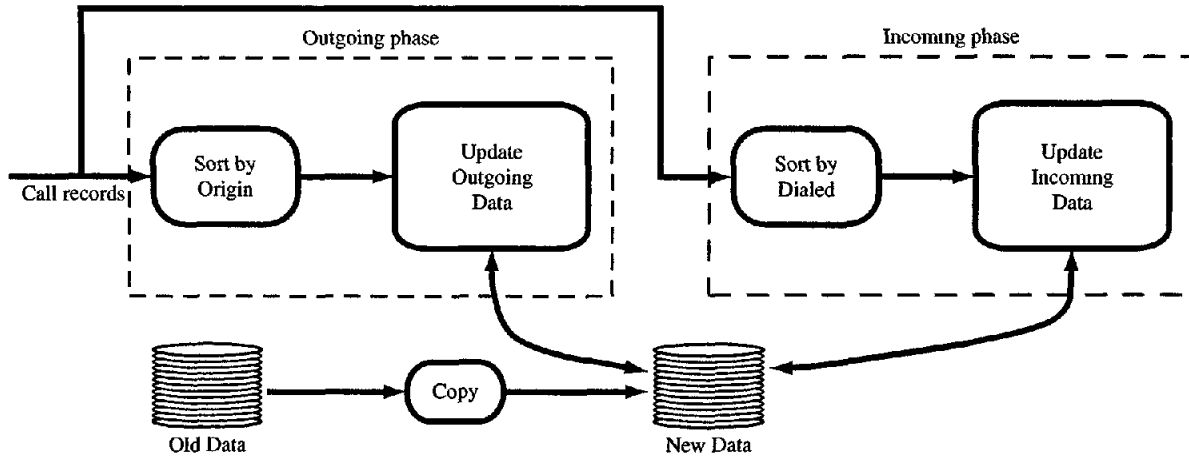 Outgoing phase
Incoming phase
Call records
Sort by
Origin
Update
Outgoing
Data
Sort by
Dialed
Update
Incoming
Data
Old Data
Copy
New Data